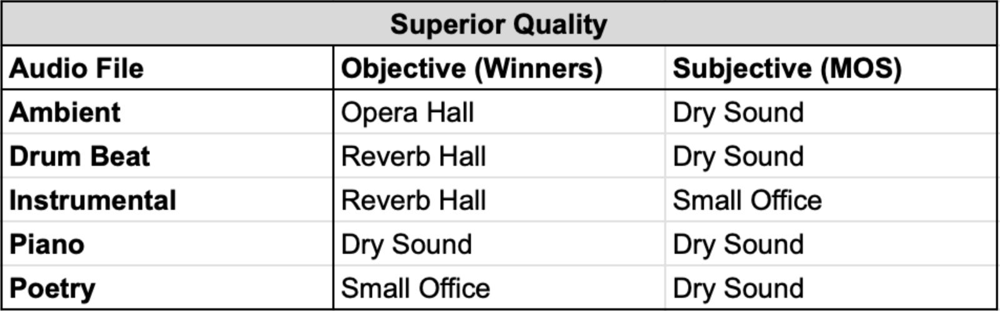 Superior Quality
Audio File Objective (Winners) Subjective (MOS)
Ambient Opera Hall Dry Sound
Drum Beat Reverb Hall Dry Sound
Instrumental Reverb Hall Small Office
Piano Dry Sound Dry Sound
Poetry Small Office Dry Sound